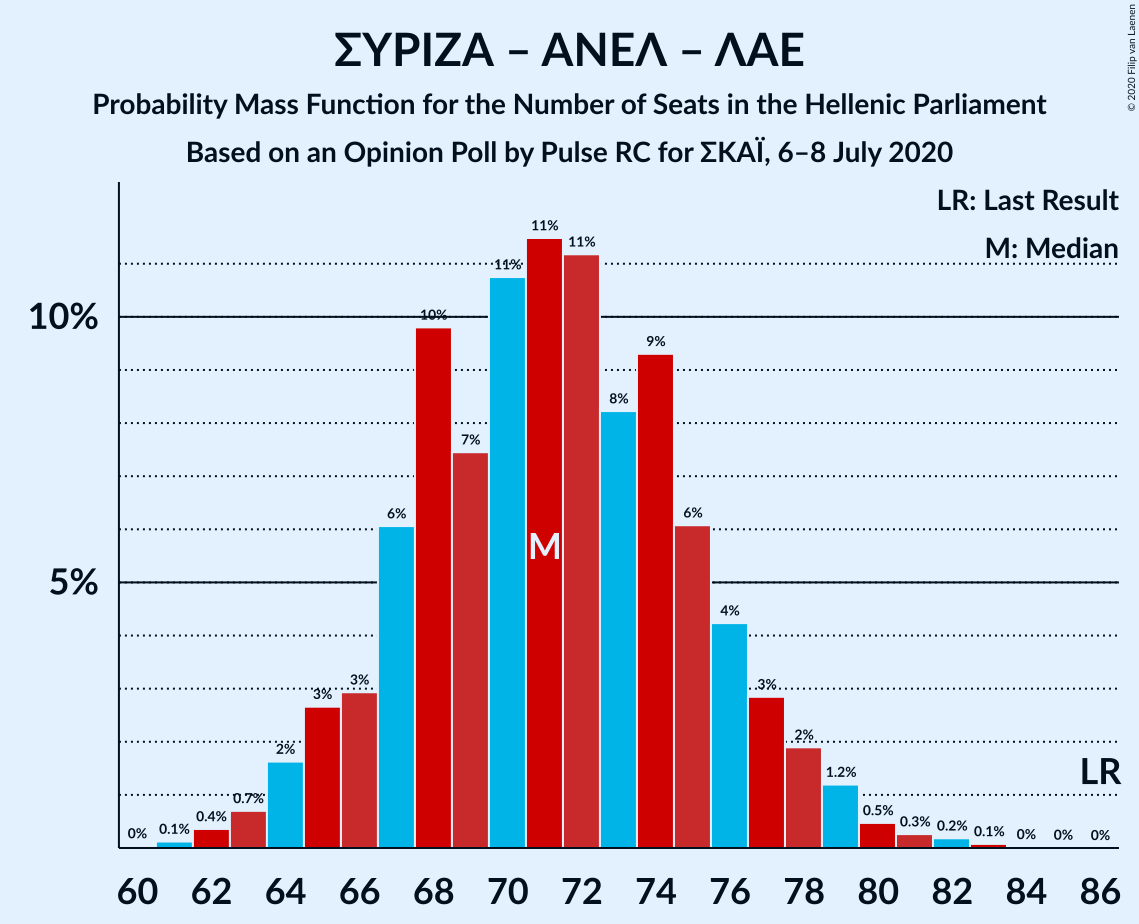 © 2020 Filip van Laenen
ΣΥΡΙΖΑ – ΑΝΕΛ – ΛΑΕ
Probability Mass Function for the Number of Seats in the Hellenic Parliament
Based on an Opinion Poll by Pulse RC for ΣΚΑΪ, 6–8 July 2020
LR: Last Result
M: Median
10%
5%
0% 0.1% 0.4% 0.7% 2% 3% 3% 6% 10% 7% 11% 11% 11% 8% 9% 6% 4% 3% 2% 1.2% 0.5% 0.3% 0.2% 0.1% 0% 0% 0%
M
LR
60 62 64 66 68 70 72 74 76 78 80 82 84 86